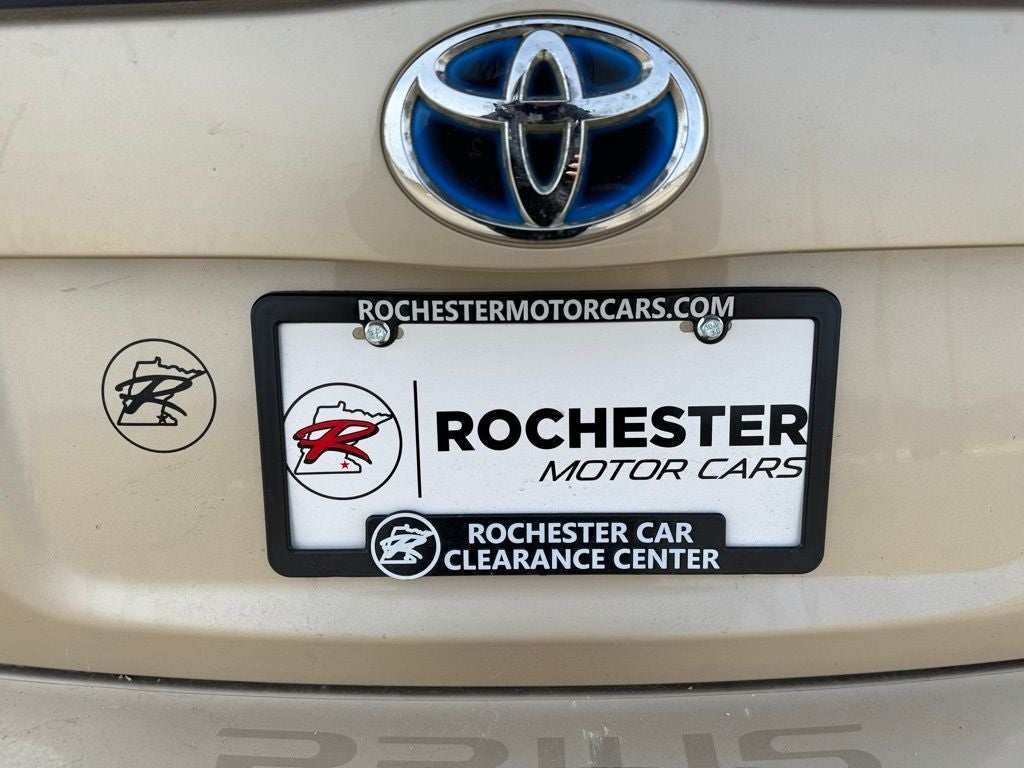 ROCHESTERMOTORCARS.COM
R
R
ROCHESTER
MOTOR CARS
R
ROCHESTER CAR
CLEARANCE CENTER
PRIUS